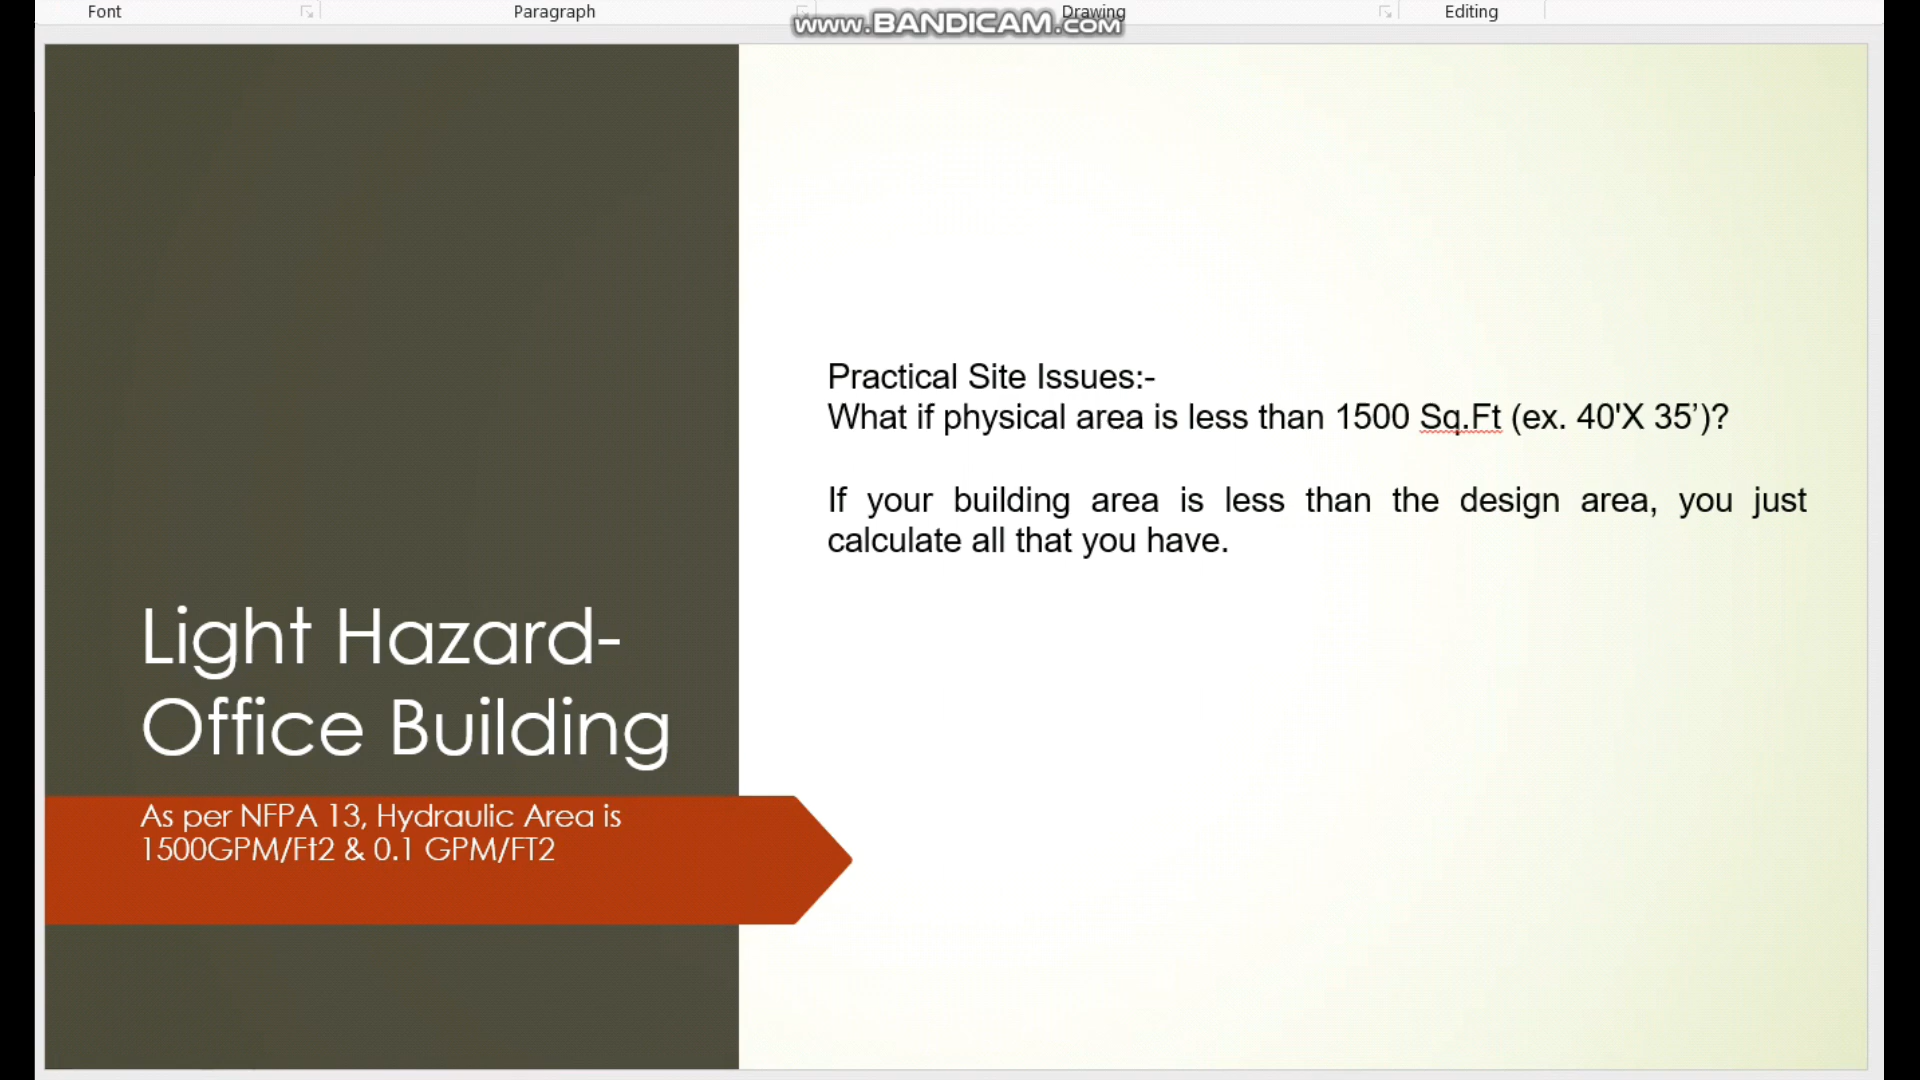 Font Paragraph Drawing Editing
www.BANDICAM.com
Practical Site Issues:-
What if physical area is less than 1500 Sq.Ft (ex. 40'X 35’)?
If your building area is less than the design area, you just
calculate all that you have.
Light Hazard-
Office Building
As per NFPA 13, Hydraulic Area is
1500GPM/Ft2 & 0.1 GPM/FT2